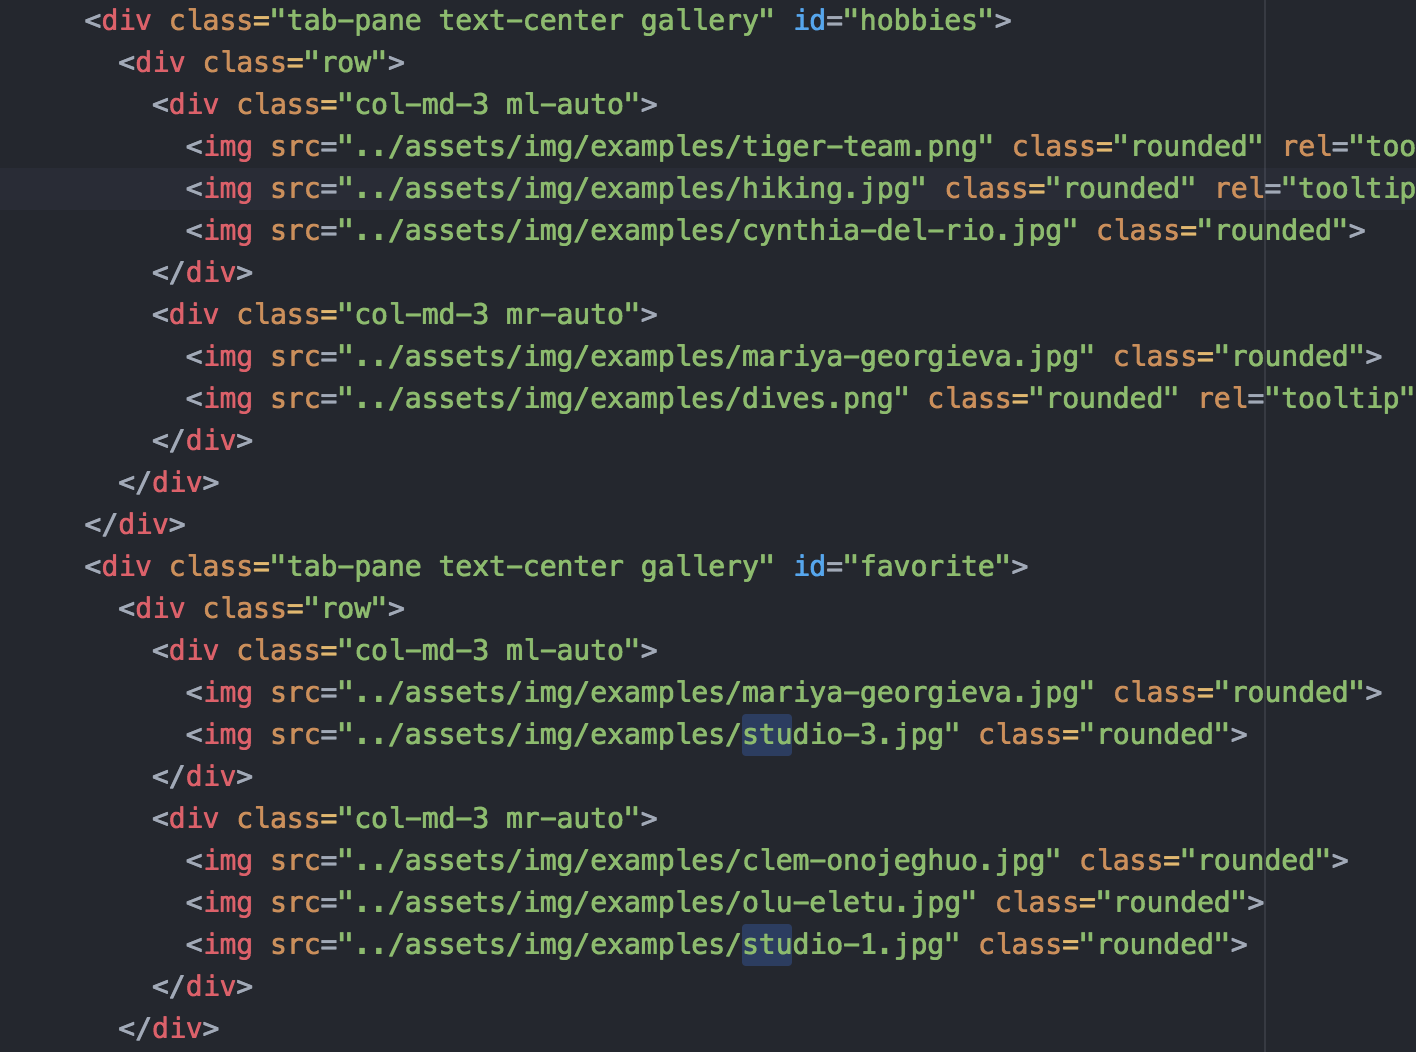 <div class="tab-pane text-center gallery" id="hobbies">
<div class="row">
<div class="col-md-3 ml-auto">
<img src="../assets/img/examples/tiger-team.png" class="rounded" rel="too
<img src="../assets/img/examples/hiking.jpg" class="rounded" rel="tooltip
<img src="../assets/img/examples/cynthia-del-rio.jpg" class="rounded">
</div>
<div class="col-md-3 mr-auto">
<img src="../assets/img/examples/mariya-georgieva.jpg" class="rounded">
<img src="../assets/img/examples/dives.png" class="rounded" rel="tooltip"
</div>
</div>
</div>
<div class="tab-pane text-center gallery" id="favorite">
<div class="row">
<div class="col-md-3 ml-auto">
<img src="../assets/img/examples/mariya-georgieva.jpg" class="rounded">
<img src="../assets/img/examples/studio-3.jpg" class="rounded">
</div>
<div class="col-md-3 mr-auto">
<img src="../assets/img/examples/clem-onojeghuo.jpg" class="rounded">
<img src="../assets/img/examples/olu-eletu.jpg" class="rounded">
<img src="../assets/img/examples/studio-1.jpg" class="rounded">
</div>
</div>